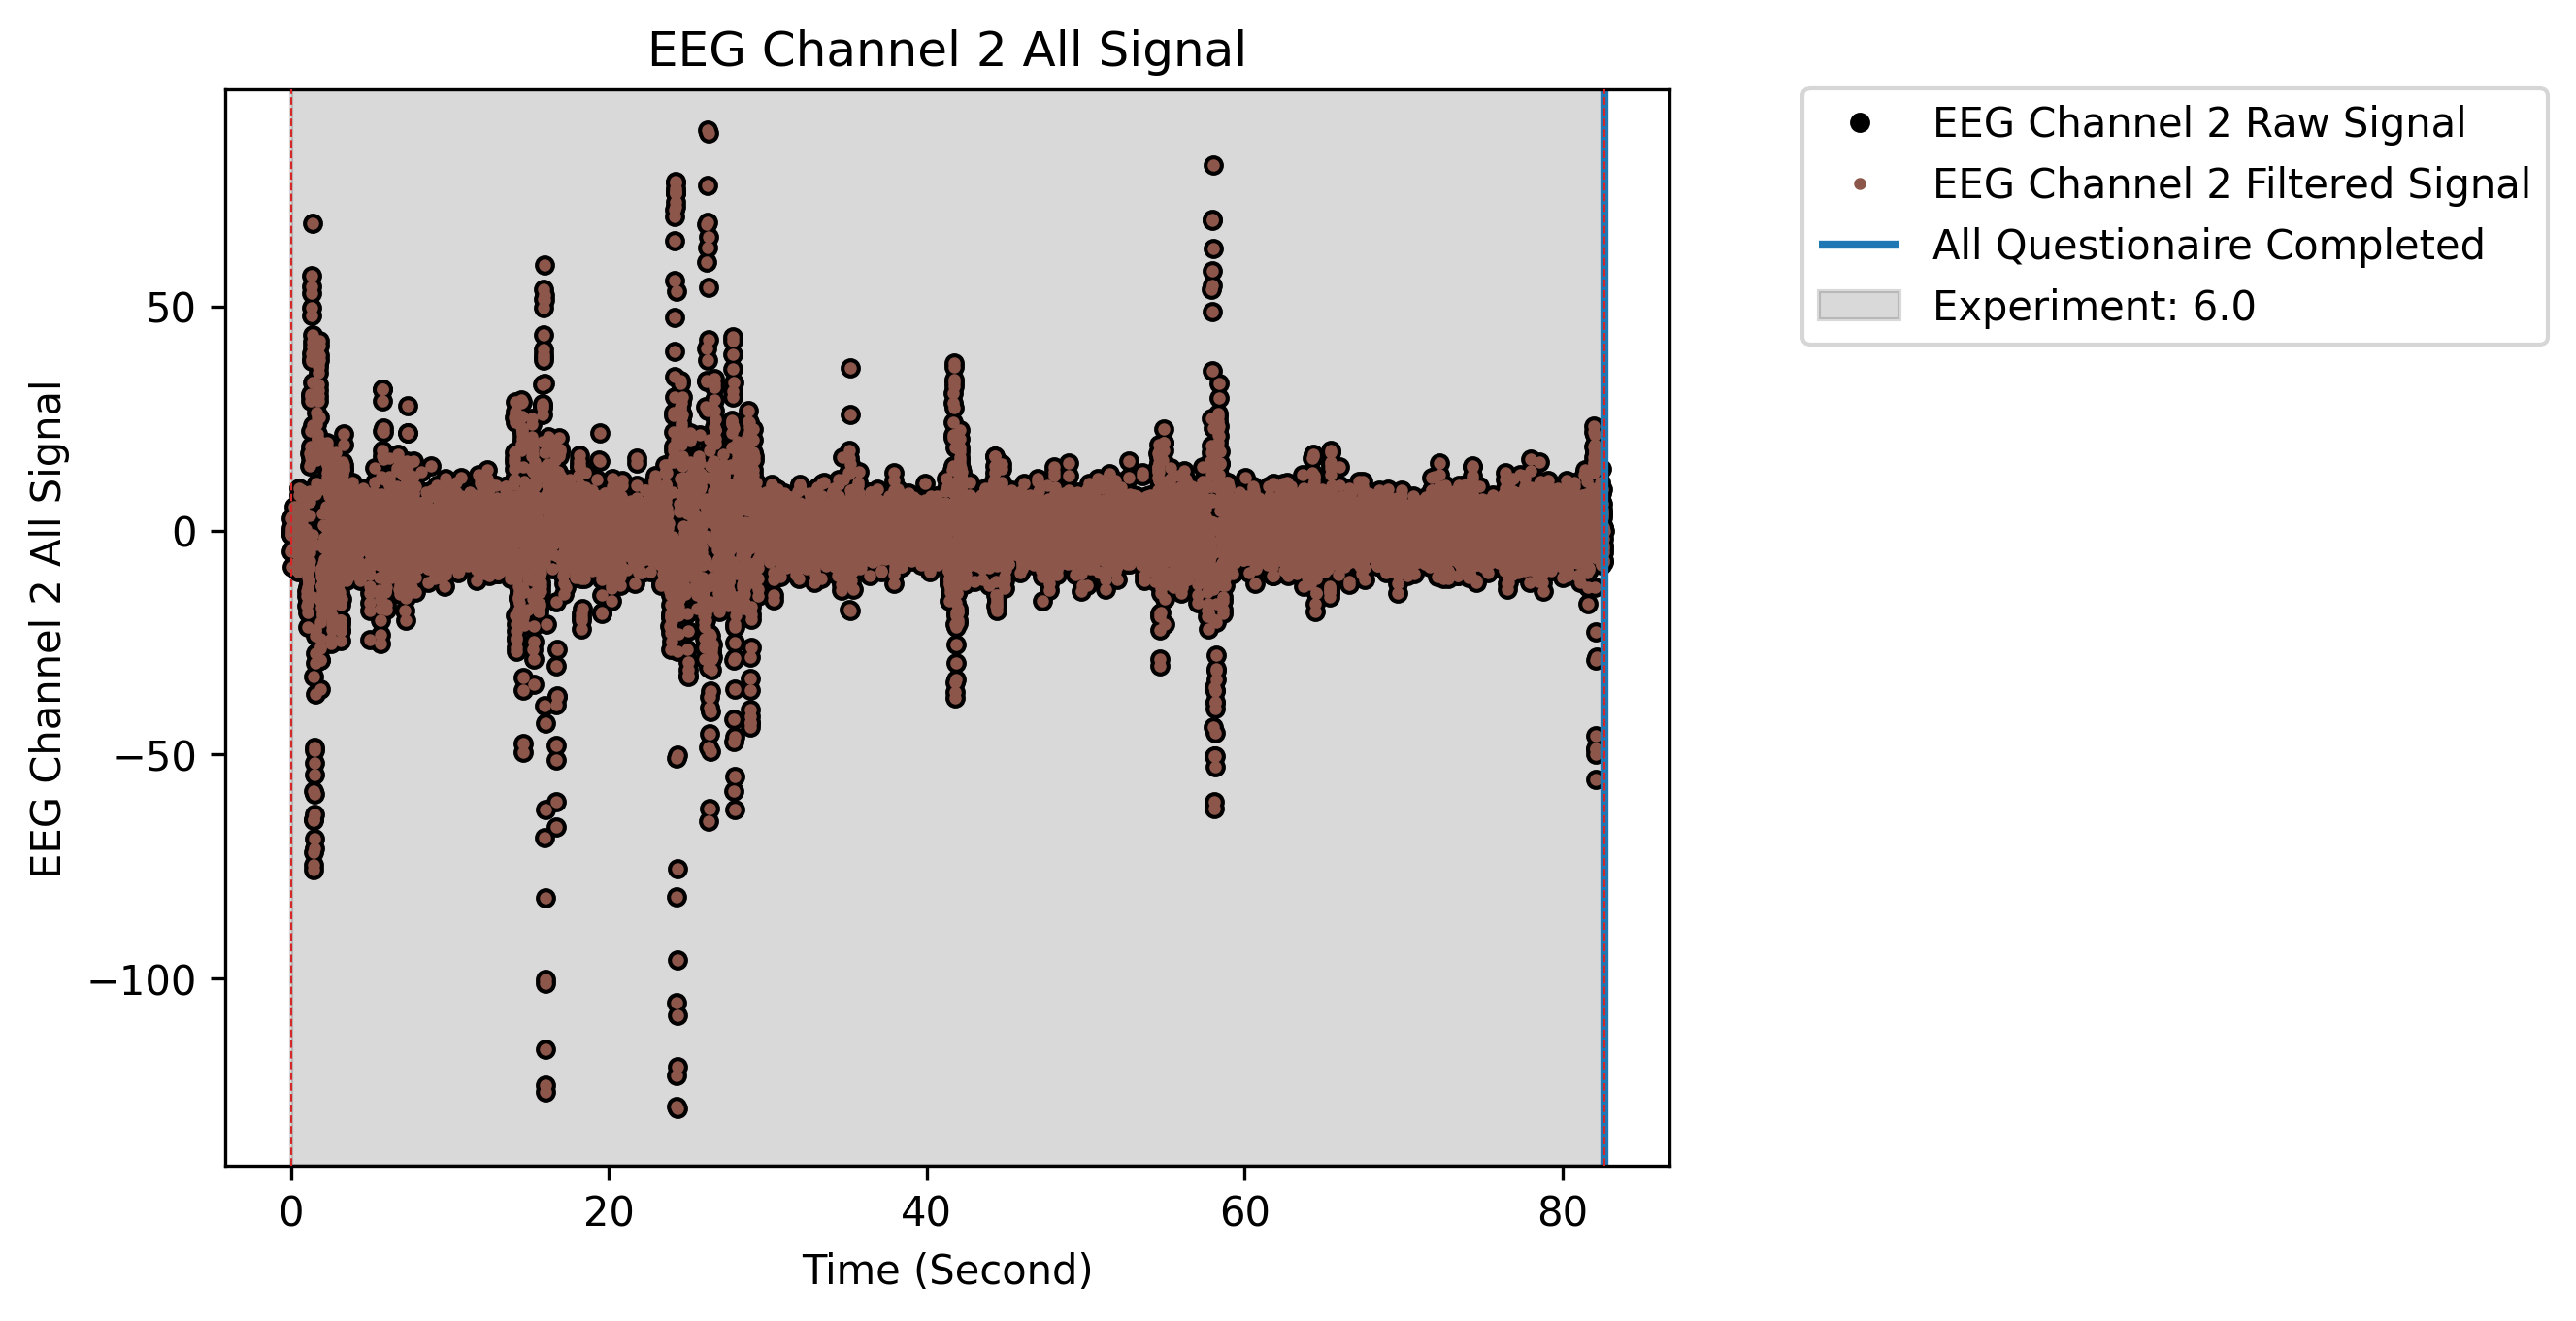 EEG Channel 2 All Signal
EEG Channel 2 Raw Signal
EEG Channel 2 Filtered Signal
All Questionaire Completed
Experiment: 6.0
EEG Channel 2 All Signal
50
0
−50
−100
0 20 40 60 80
Time (Second)